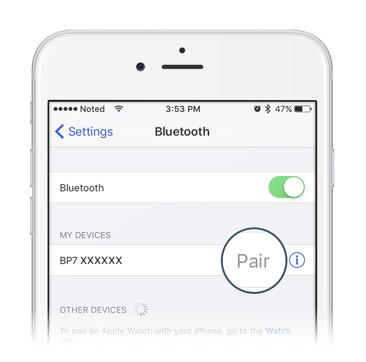 ●●●●● Noted 3:53 PM 47%
Settings Bluetooth
Bluetooth
MY DEVICES
BP7 XXXXXX Pair i
OTHER DEVICES
To pair an Apple Watch with your iPhone, go to the Watch
app.